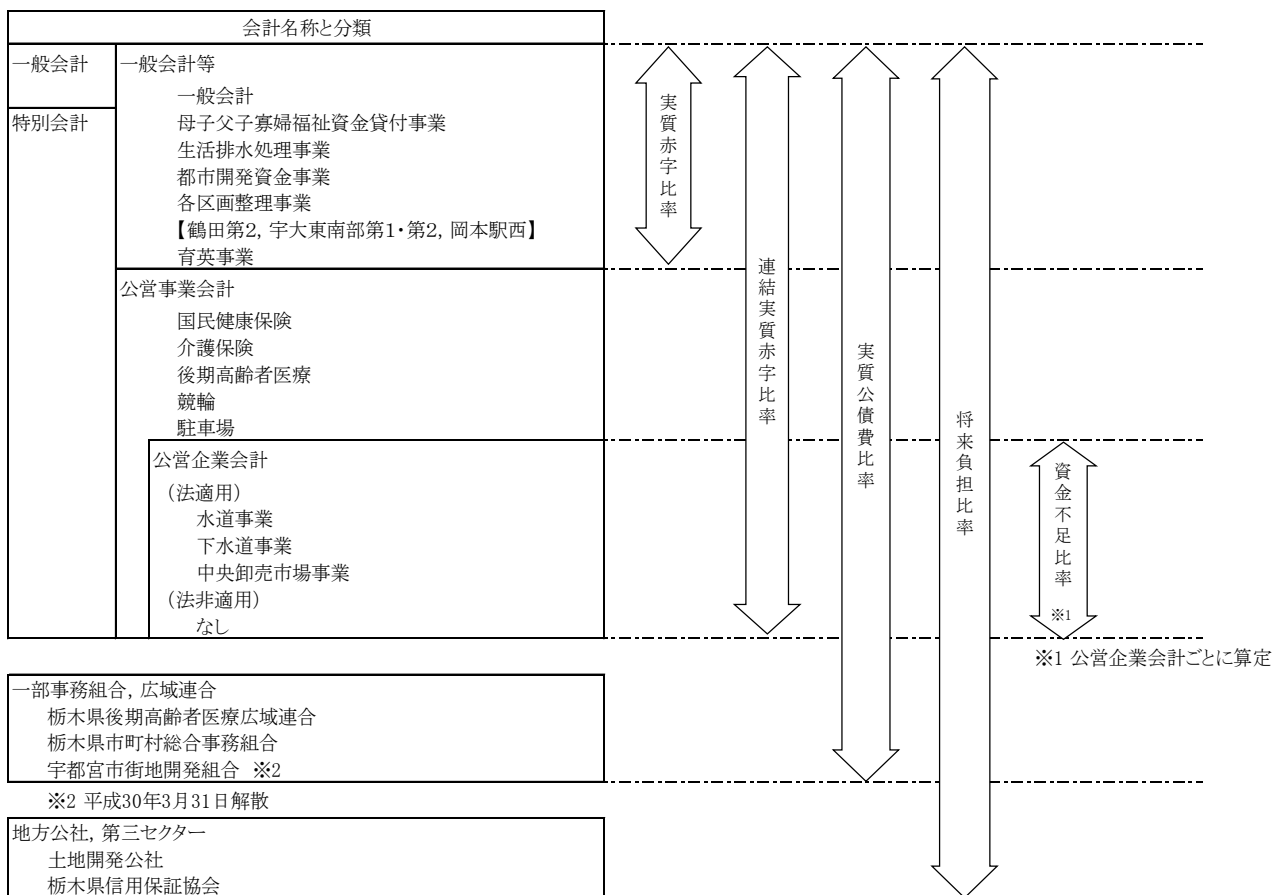 会計名称と分類
一般会計
一般会計等
一般会計
特別会計
母子父子寡婦福祉資金貸付事業
生活排水処理事業
都市開発資金事業
各区画整理事業
【鶴田第2, 宇大東南部第1・第2, 岡本駅西】
育英事業
公営事業会計
国民健康保険
介護保険
後期高齢者医療
競輪
駐車場
公営企業会計
(法適用)
水道事業
下水道事業
中央卸売市場事業
(法非適用)
なし
実質赤字比率
連結実質赤字比率
実質公債費比率
将来負担比率
資金不足比率
※1
※1 公営企業会計ごとに算定
一部事務組合, 広域連合
栃木県後期高齢者医療広域連合
栃木県市町村総合事務組合
宇都宮市街地開発組合 ※2
※2 平成30年3月31日解散
地方公社, 第三セクター
土地開発公社
栃木県信用保証協会